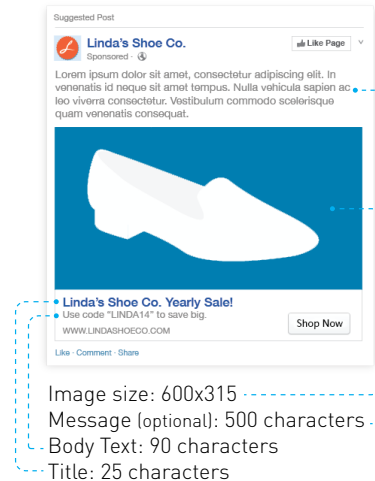 Suggested Post
Linda's Shoe Co.
Like Page
Sponsored ·
Lorem ipsum dolor sit amet, consectetur adipiscing elit. In
venenatis id neque sit amet tempus. Nulla vehicula sapien ac
leo viverra consectetur. Vestibulum commodo scelerisque
quam venenatis consequat.
Linda's Shoe Co. Yearly Sale!
Use code "LINDA14" to save big.
WWW.LINDASHOECO.COM
Shop Now
Like · Comment · Share
Image size: 600x315
Message (optional): 500 characters
Body Text: 90 characters
Title: 25 characters